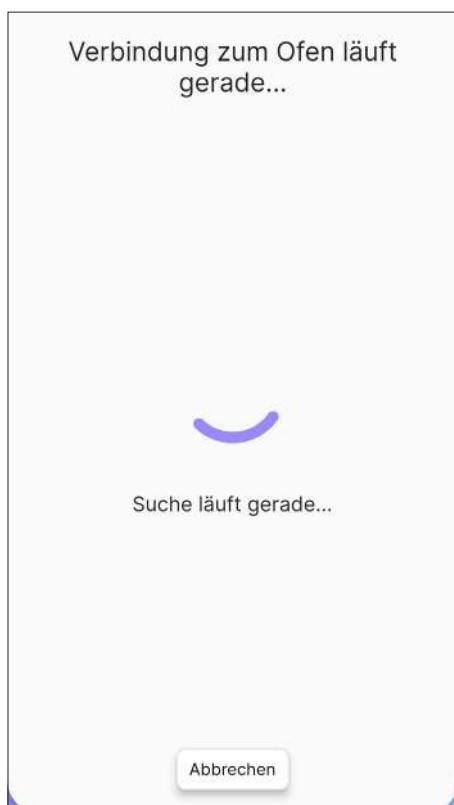 Verbindung zum Ofen läuft
gerade...
Suche läuft gerade...
Abbrechen